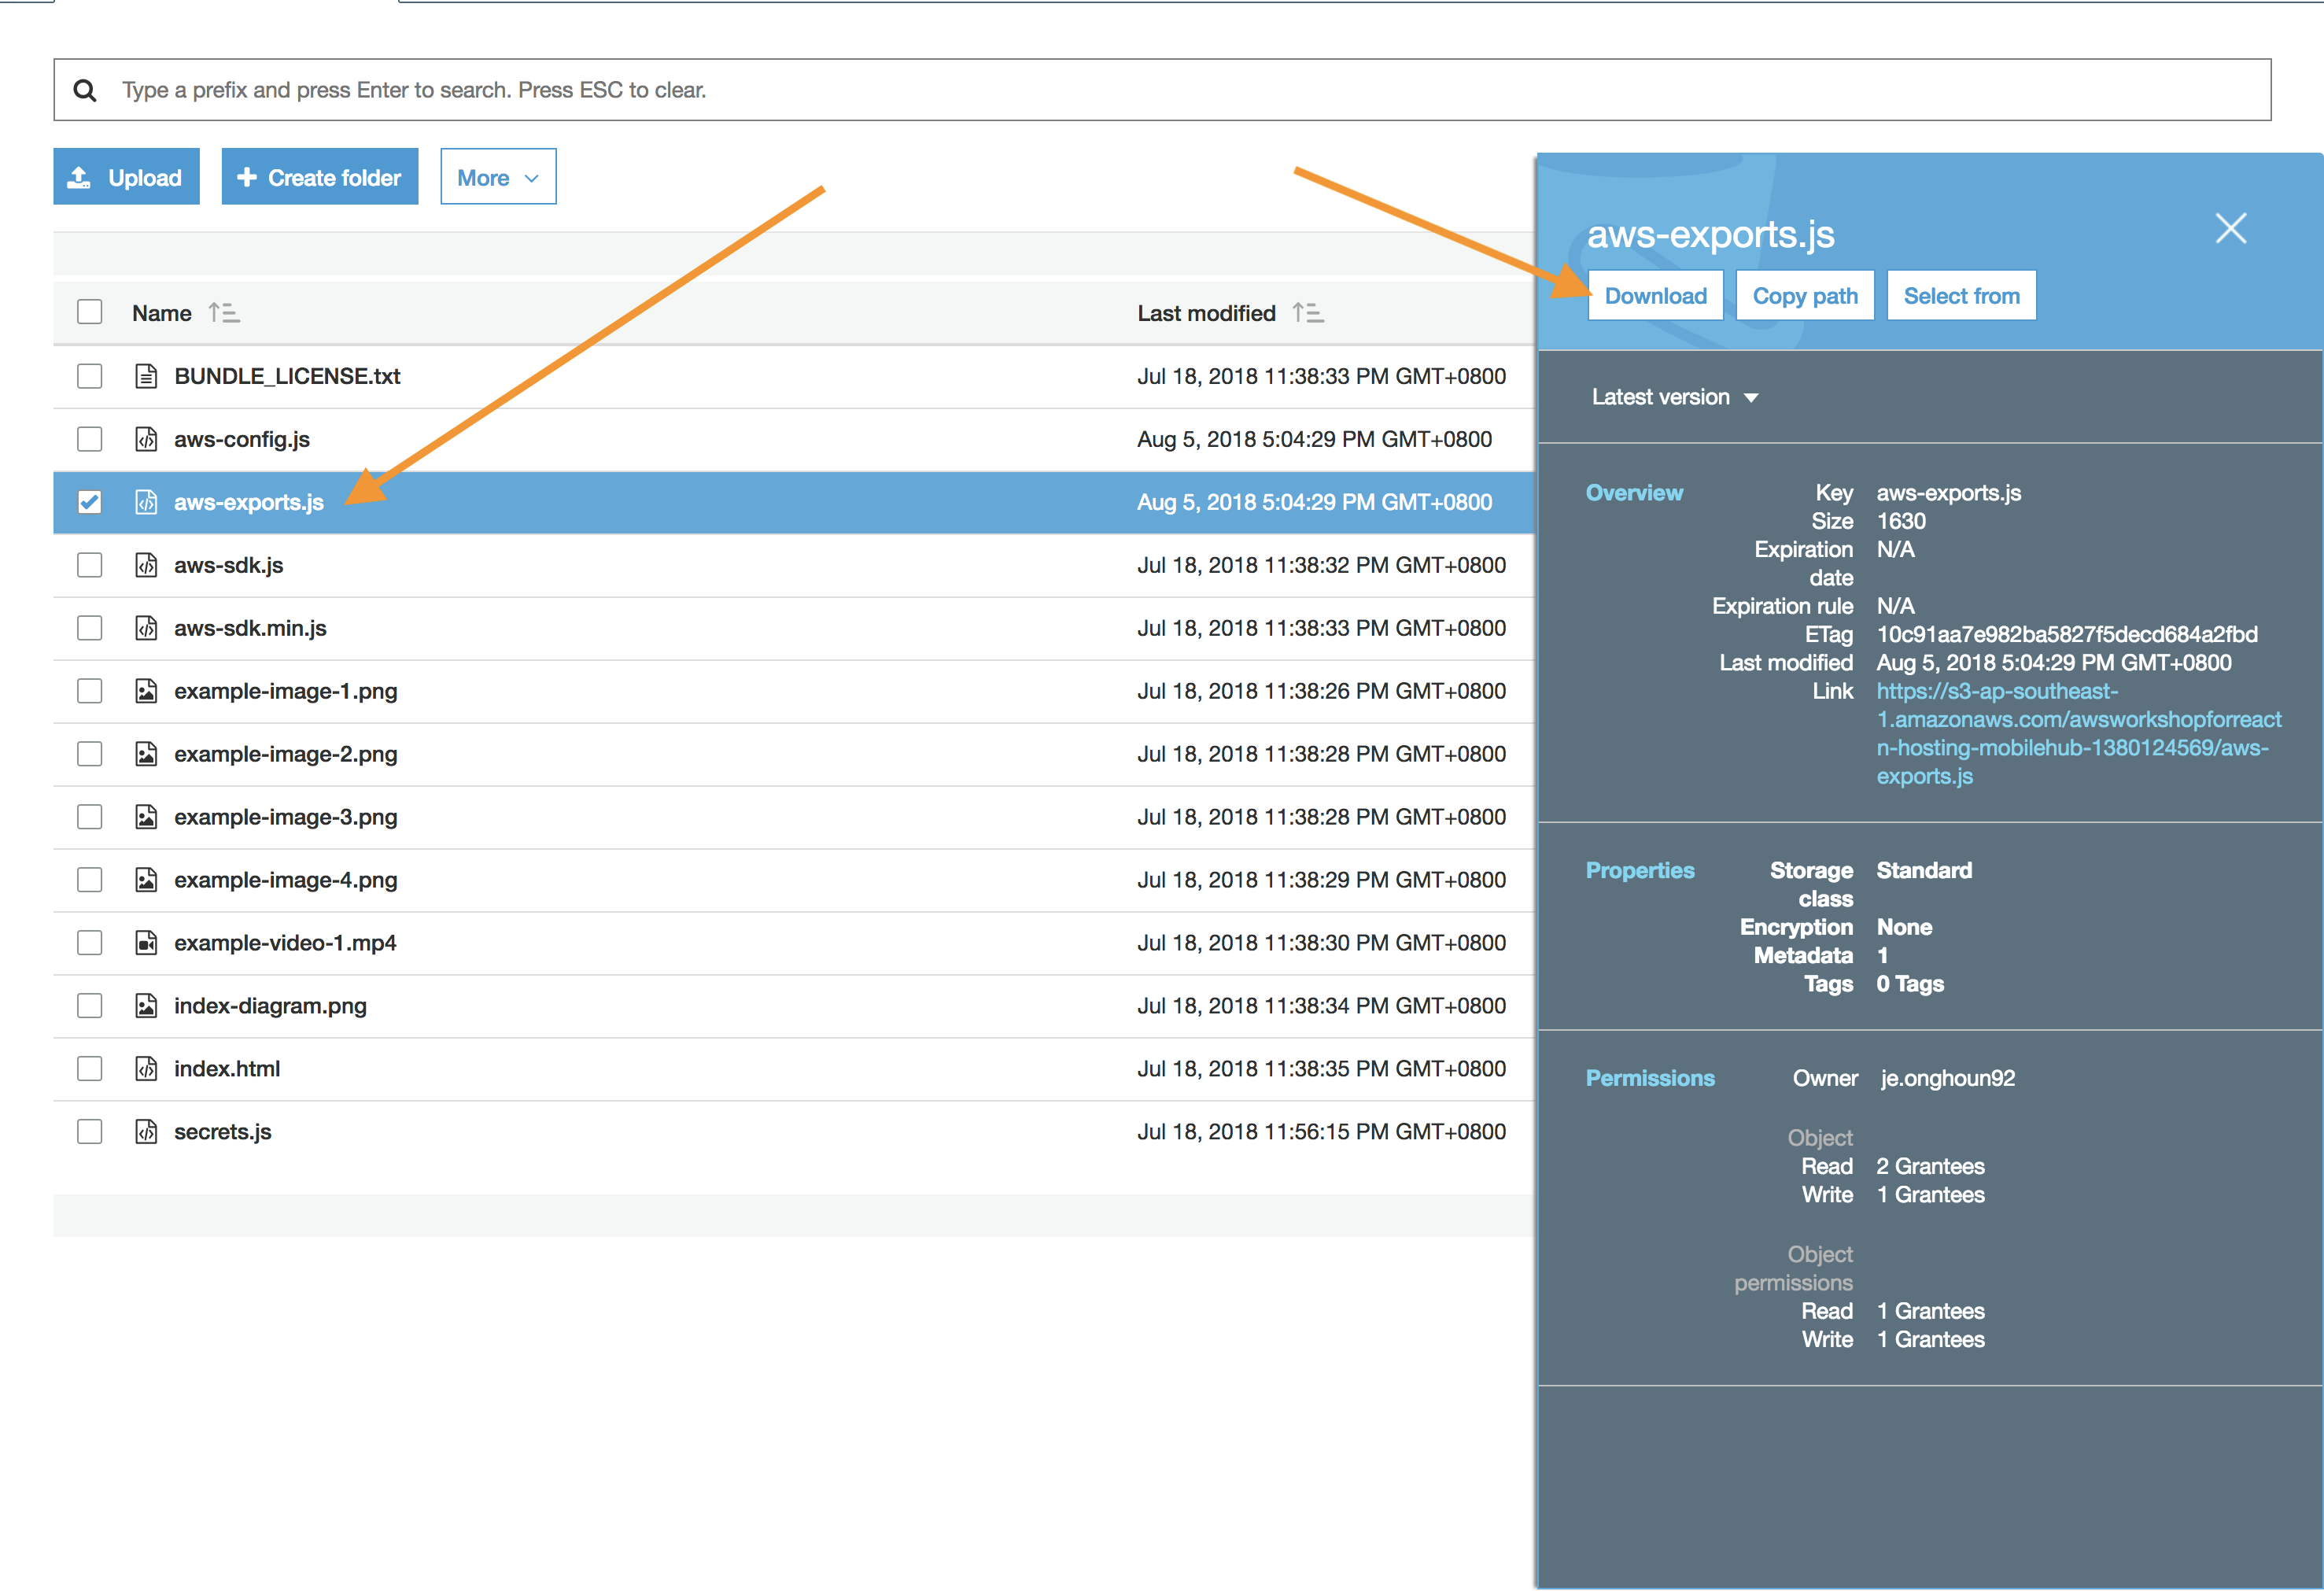 Type a prefix and press Enter to search. Press ESC to clear.
Upload
Create folder
More
Name
Last modified
BUNDLE_LICENSE.txt
Jul 18, 2018 11:38:33 PM GMT+0800
aws-config.js
Aug 5, 2018 5:04:29 PM GMT+0800
aws-exports.js
Aug 5, 2018 5:04:29 PM GMT+0800
aws-sdk.js
Jul 18, 2018 11:38:32 PM GMT+0800
aws-sdk.min.js
Jul 18, 2018 11:38:33 PM GMT+0800
example-image-1.png
Jul 18, 2018 11:38:26 PM GMT+0800
example-image-2.png
Jul 18, 2018 11:38:28 PM GMT+0800
example-image-3.png
Jul 18, 2018 11:38:28 PM GMT+0800
example-image-4.png
Jul 18, 2018 11:38:29 PM GMT+0800
example-video-1.mp4
Jul 18, 2018 11:38:30 PM GMT+0800
index-diagram.png
Jul 18, 2018 11:38:34 PM GMT+0800
index.html
Jul 18, 2018 11:38:35 PM GMT+0800
secrets.js
Jul 18, 2018 11:56:15 PM GMT+0800
aws-exports.js
Download
Copy path
Select from
Latest version
Overview
Key aws-exports.js
Size 1630
Expiration N/A
date
Expiration rule N/A
ETag 10c91aa7e982ba5827f5decd684a2fbd
Last modified Aug 5, 2018 5:04:29 PM GMT+0800
Link https://s3-ap-southeast-
1.amazonaws.com/awsworkshopforreact
n-hosting-mobilehub-1380124569/aws-
exports.js
Properties
Storage Standard
class
Encryption None
Metadata 1
Tags 0 Tags
Permissions
Owner je.onghoun92
Object
Read 2 Grantees
Write 1 Grantees
Object
permissions
Read 1 Grantees
Write 1 Grantees